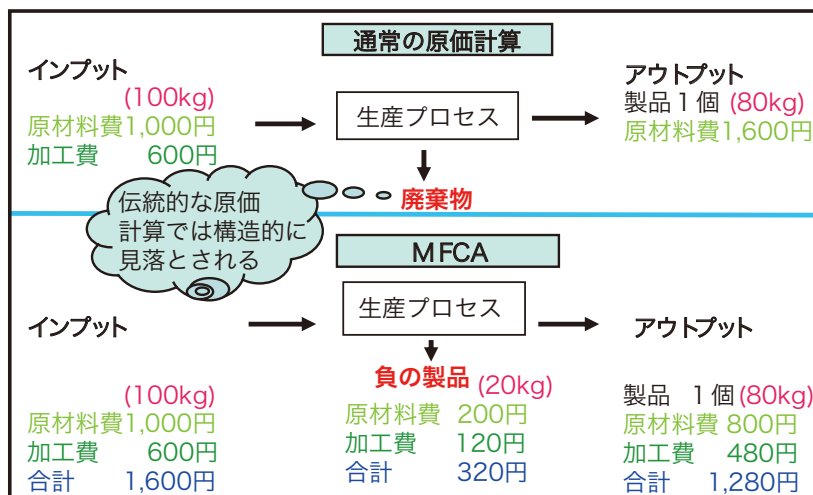 通常の原価計算
インプット
(100kg)
原材料費1,000円
加工費 600円
生産プロセス
廃棄物
アウトプット
製品1個 (80kg)
原材料費1,600円
伝統的な原価
計算では構造的に
見落とされる
MFCA
インプット
(100kg)
原材料費1,000円
加工費 600円
合計 1,600円
生産プロセス
負の製品 (20kg)
原材料費 200円
加工費 120円
合計 320円
アウトプット
製品 1個(80kg)
原材料費 800円
加工費 480円
合計 1,280円